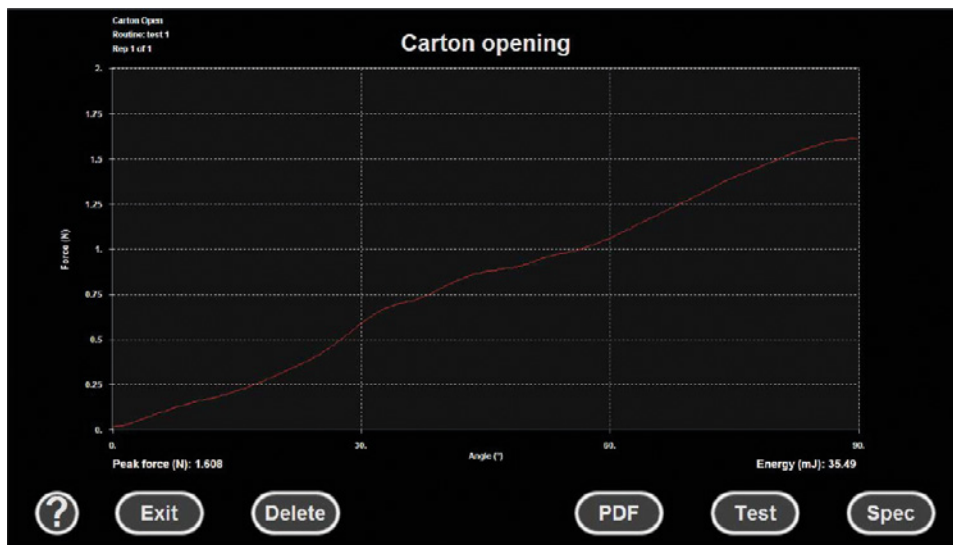 Carton Open
Routine: test 1
Rep 1 of 1
Carton opening
2.
1.75
1.5
1.25
1.
0.75
0.5
0.25
0.
Force (N)
0.
30.
60.
90.
Angle (°)
Peak force (N): 1.608
Energy (mJ): 35.49
?
Exit
Delete
PDF
Test
Spec